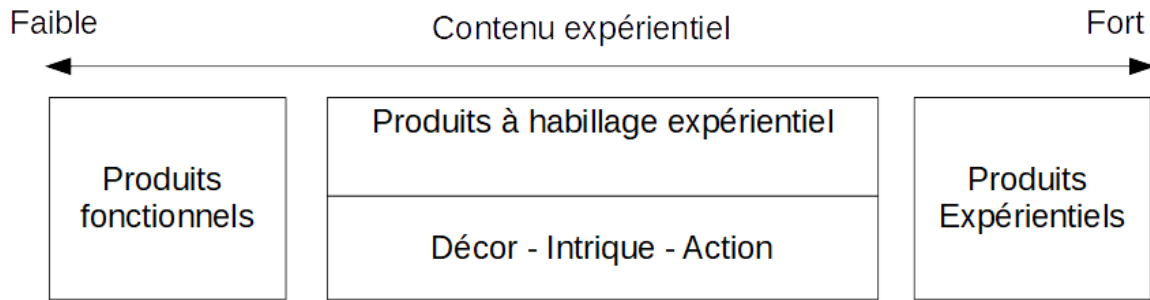 Faible
Contenu expérientiel
Fort
Produits
fonctionnels
Produits à habillage expérientiel
Décor - Intrique - Action
Produits
Expérientiels